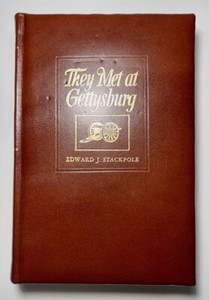 They Met at
Gettysburg
EDWARD J. STACKPOLE